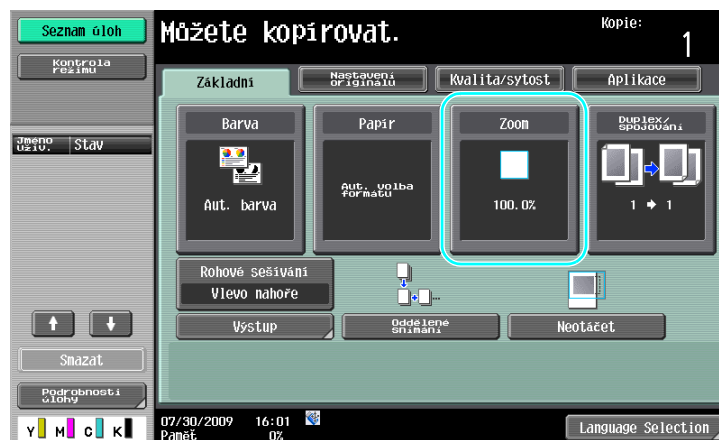 Seznam úloh
Můžete kopírovat.
Kopie:
1
Kontrola
režimu
Základní
Nastavení
originálu
Kvalita/sytost
Aplikace
Jméno
uživ.
Stav
Barva
Papír
Zoom
Duplex/
spojování
Aut. barva
Aut. volba
formátu
100.0%
1 → 1
Rohové sešívání
Vlevo nahoře
Výstup
Oddělené
snímání
Neotáčet
Smazat
Podrobnosti
úlohy
Y M C K
07/30/2009 16:01
Paměť 0%
Language Selection